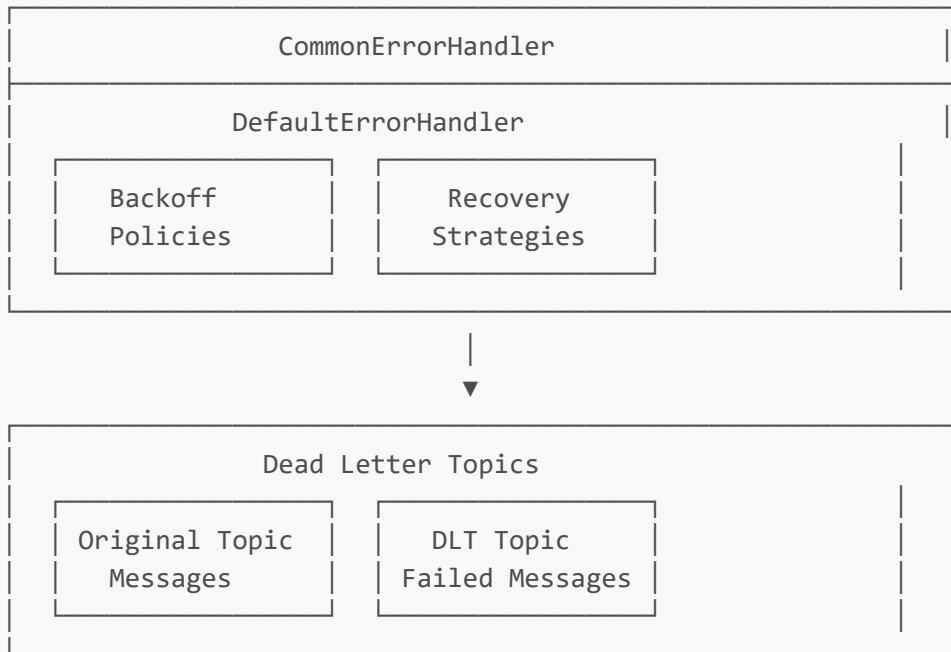 CommonErrorHandler
DefaultErrorHandler
Backoff Recovery
Policies Strategies
Dead Letter Topics
Original Topic DLT Topic
Messages Failed Messages